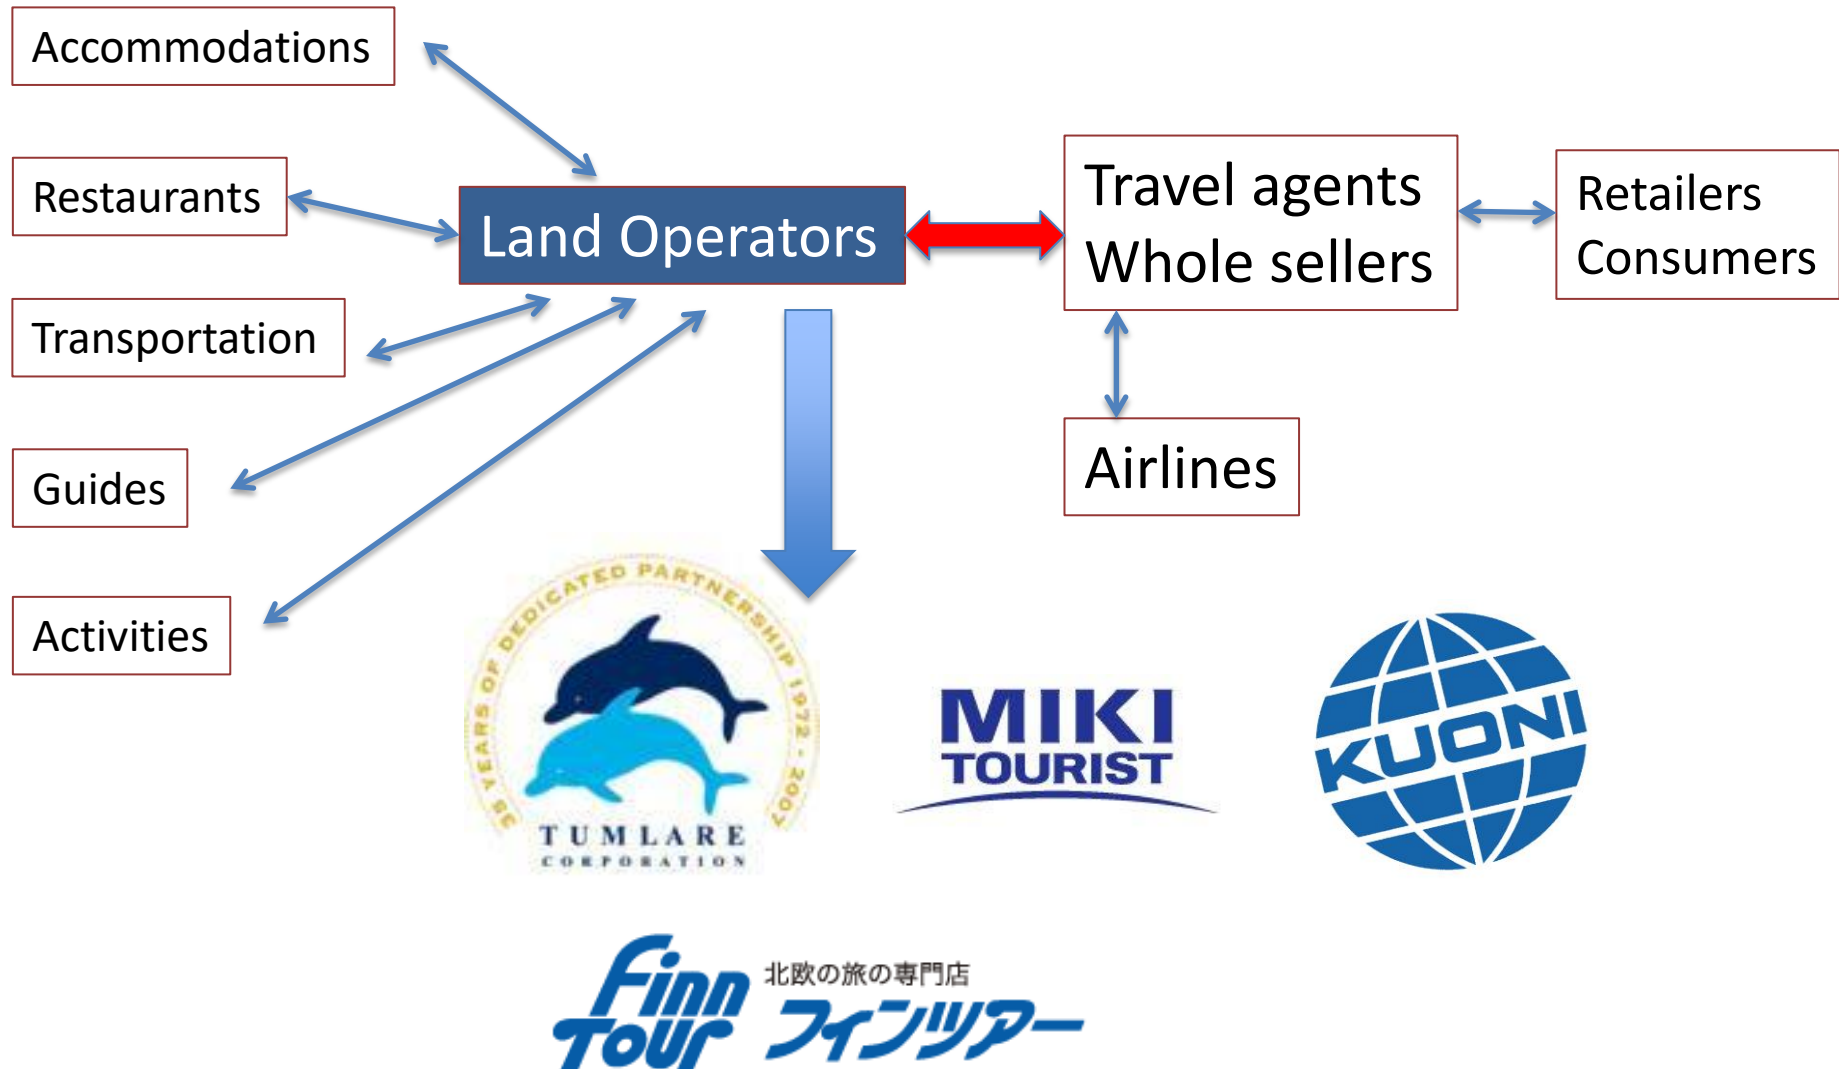 Accommodations
Restaurants
Transportation
Guides
Activities
Land Operators
Travel agents
Whole sellers
Retailers
Consumers
Airlines
35 YEARS OF DEDICATED PARTNERSHIP 1972 - 2007
TUMLARE
CORPORATION
MIKI
TOURIST
KUONI
Finn
Tour
北欧の旅の専門店
フィンツアー